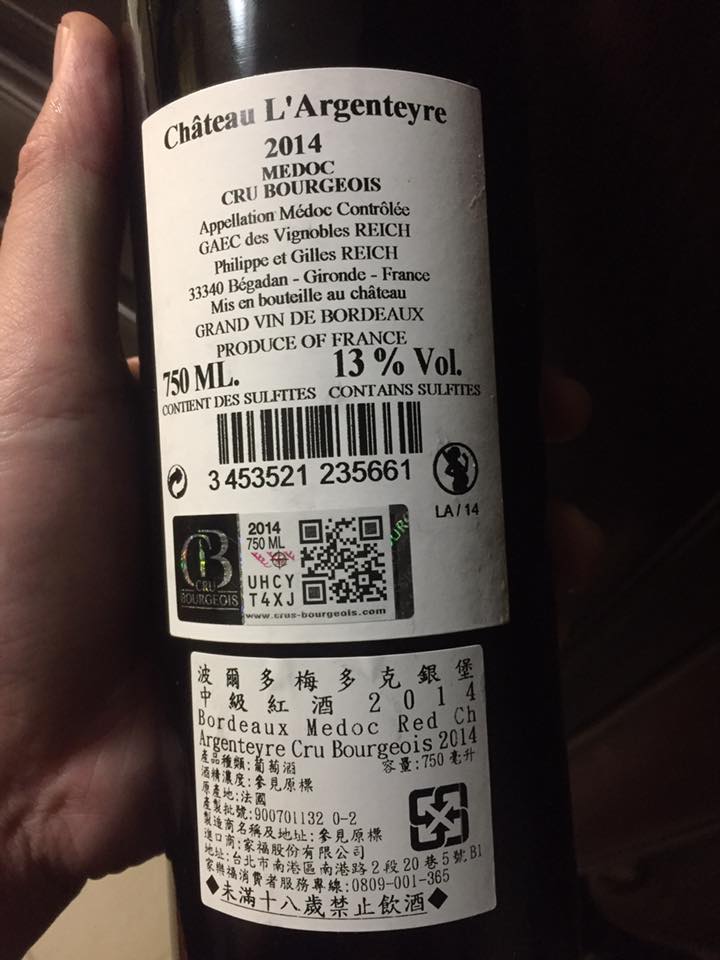 Château L'Argenteyre
2014
MEDOC
CRU BOURGEOIS
Appellation Médoc Contrôlée
GAEC des Vignobles REICH
Philippe et Gilles REICH
33340 Bégadan - Gironde - France
Mis en bouteille au château
GRAND VIN DE BORDEAUX
PRODUCE OF FRANCE
750 ML. 13 % Vol.
CONTIENT DES SULFITES CONTAINS SULFITES
3 453521 235661
LA / 14
CB
CRU
BOURGEOIS
2014
750 ML
UHCY
T4XJ
www.crus-bourgeois.com
波爾多梅多克銀堡
中級紅酒2014
Bordeaux Medoc Red Ch
Argenteyre Cru Bourgeois 2014
產品種類:葡萄酒 容量:750 毫升
酒精濃度:參見原標
原產地:法國
產製批號:900701132 0-2
製造商名稱及地址:參見原標
進口商:家福股份有限公司
地址:台北市南港區南港路2段20巷5號B1
家樂福消費者服務專線:0809-001-365
◆未滿十八歲禁止飲酒◆